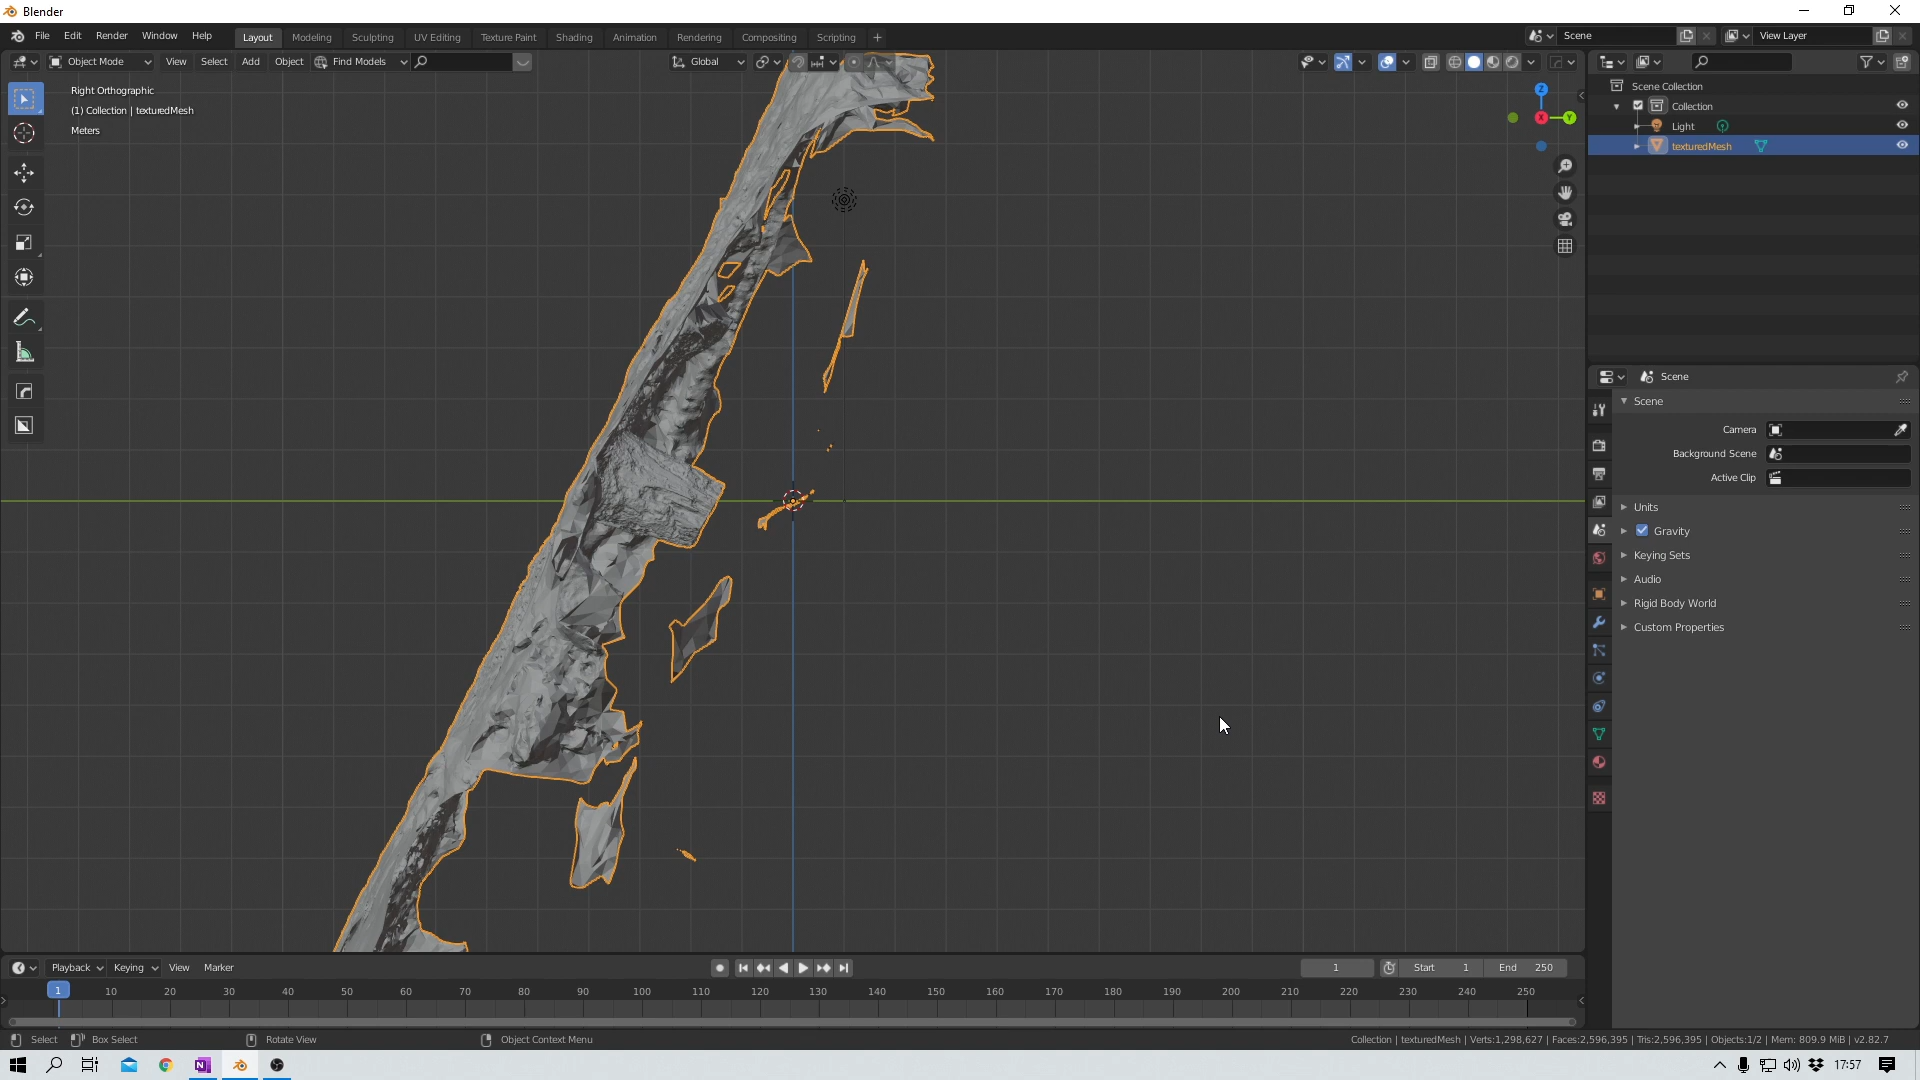 Blender
File Edit Render Window Help
Layout Modeling Sculpting UV Editing Texture Paint Shading Animation Rendering Compositing Scripting +
Scene
View Layer
Object Mode View Select Add Object Find Models
Global
Right Orthographic
(1) Collection | texturedMesh
Meters
Z
X
Y
Scene Collection
Collection
Light
texturedMesh
Scene
Scene
Camera
Background Scene
Active Clip
Units
Gravity
Keying Sets
Audio
Rigid Body World
Custom Properties
Playback Keying View Marker
1 Start 1 End 250
1 10 20 30 40 50 60 70 80 90 100 110 120 130 140 150 160 170 180 190 200 210 220 230 240 250
Select Box Select Rotate View Object Context Menu
Collection | texturedMesh | Verts:1,298,627 | Faces:2,596,395 | Tris:2,596,395 | Objects:1/2 | Mem: 809.9 MiB | v2.82.7
N
17:57